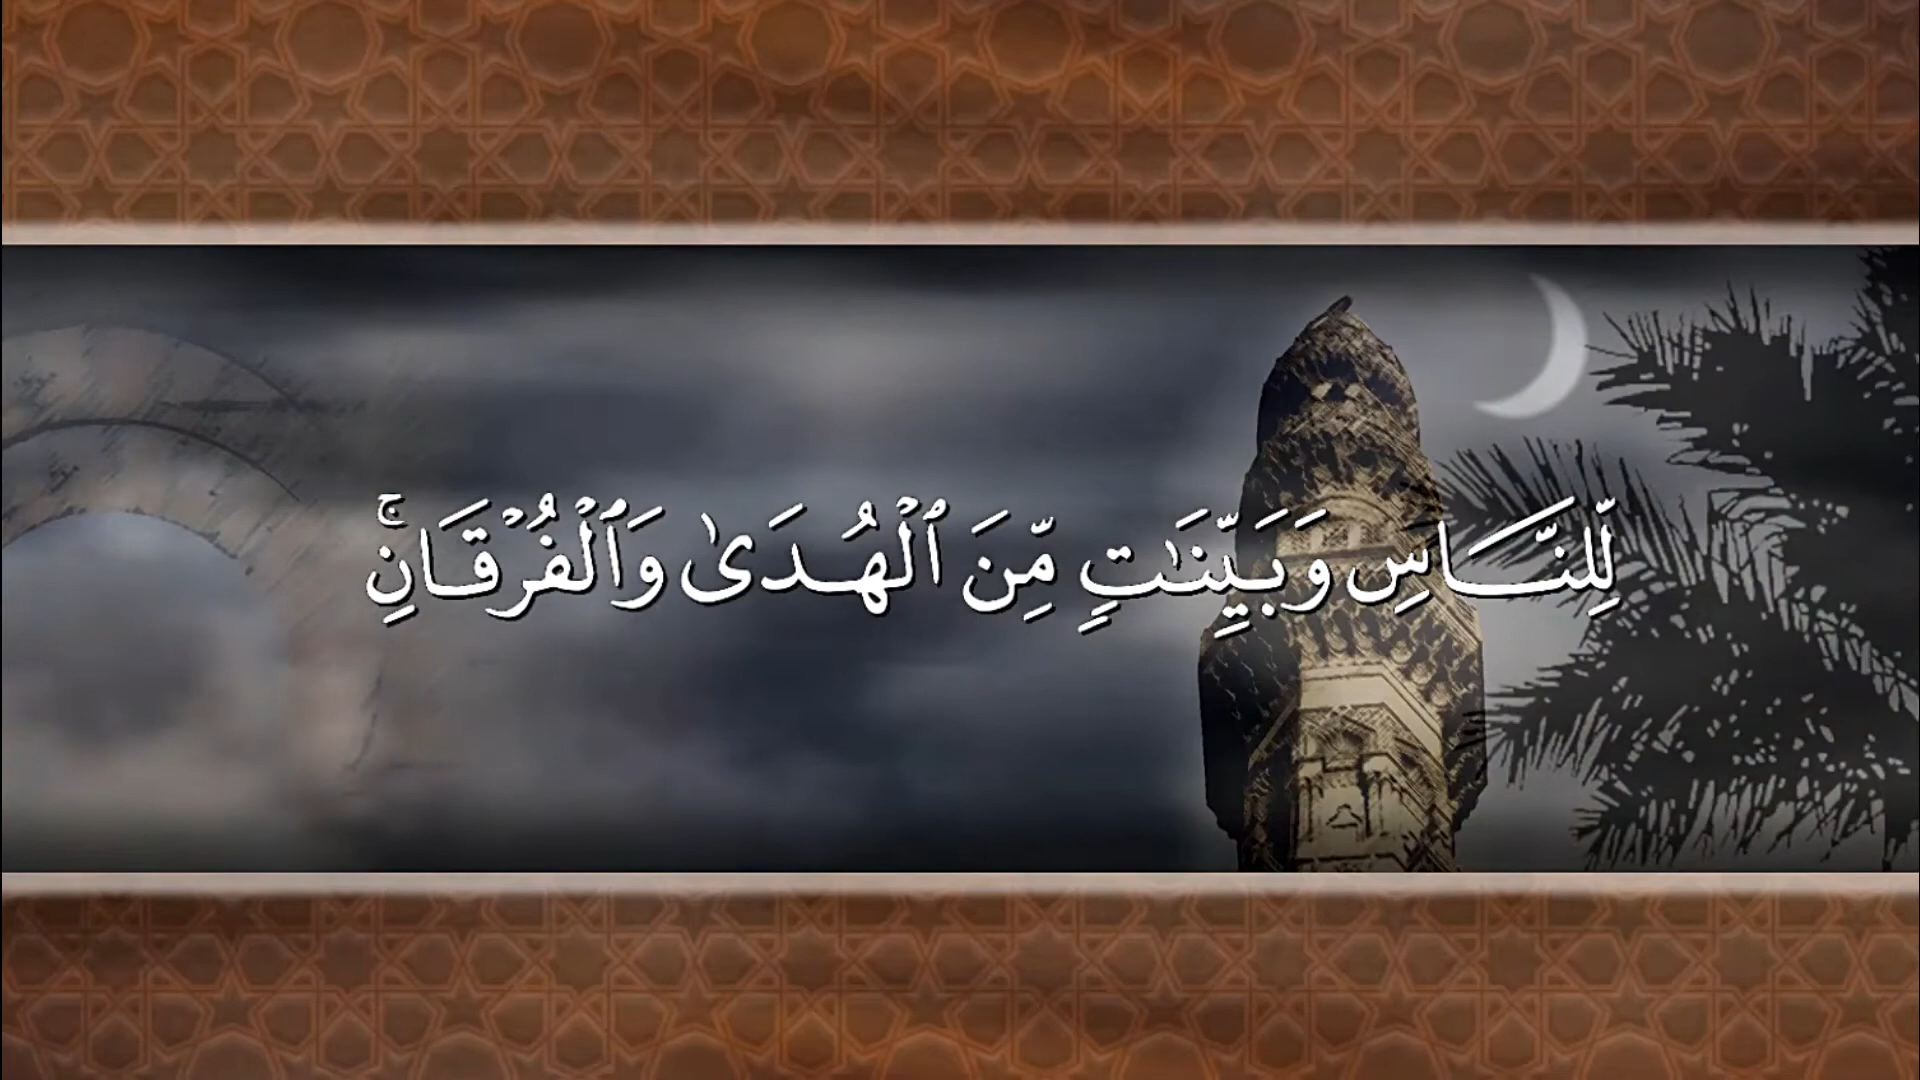 لِّلنَّاسِ وَبَيِّنَـٰتٍ مِّنَ ٱلْهُدَىٰ وَٱلْفُرْقَانِ ۚ